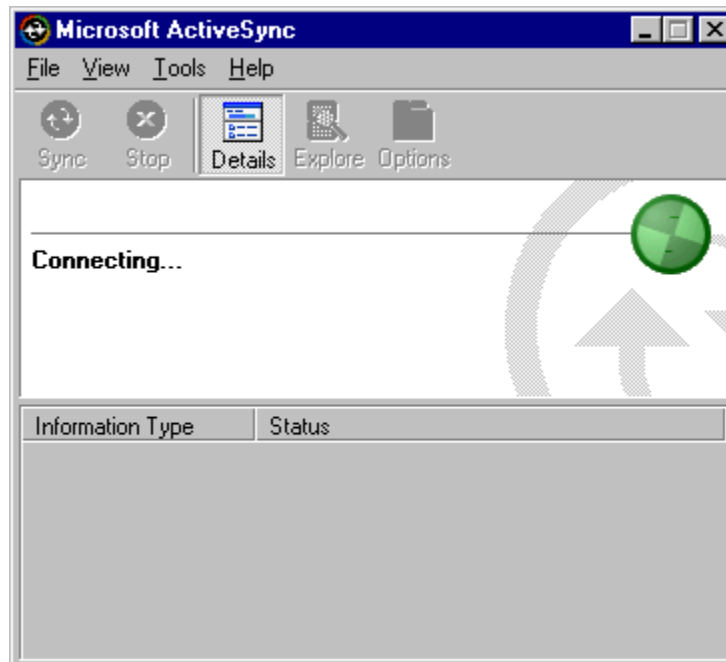 Microsoft ActiveSync
File View Tools Help
Sync Stop Details Explore Options
Connecting...
Information Type Status